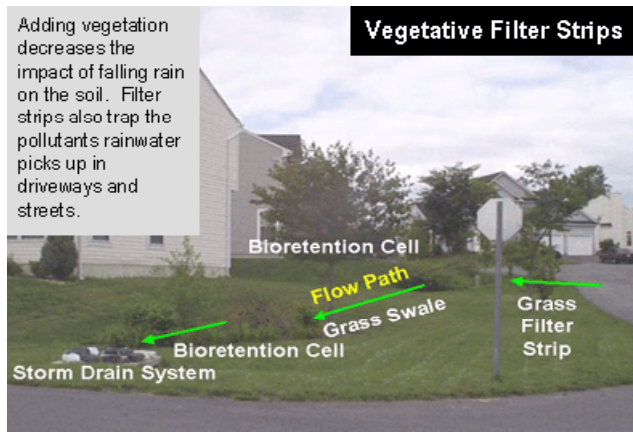 Adding vegetation
decreases the
impact of falling rain
on the soil.  Filter
strips also trap the
pollutants rainwater
picks up in
driveways and
streets.
Vegetative Filter Strips
Bioretention Cell
Flow Path
Grass Swale
Grass
Filter
Strip
Bioretention Cell
Storm Drain System